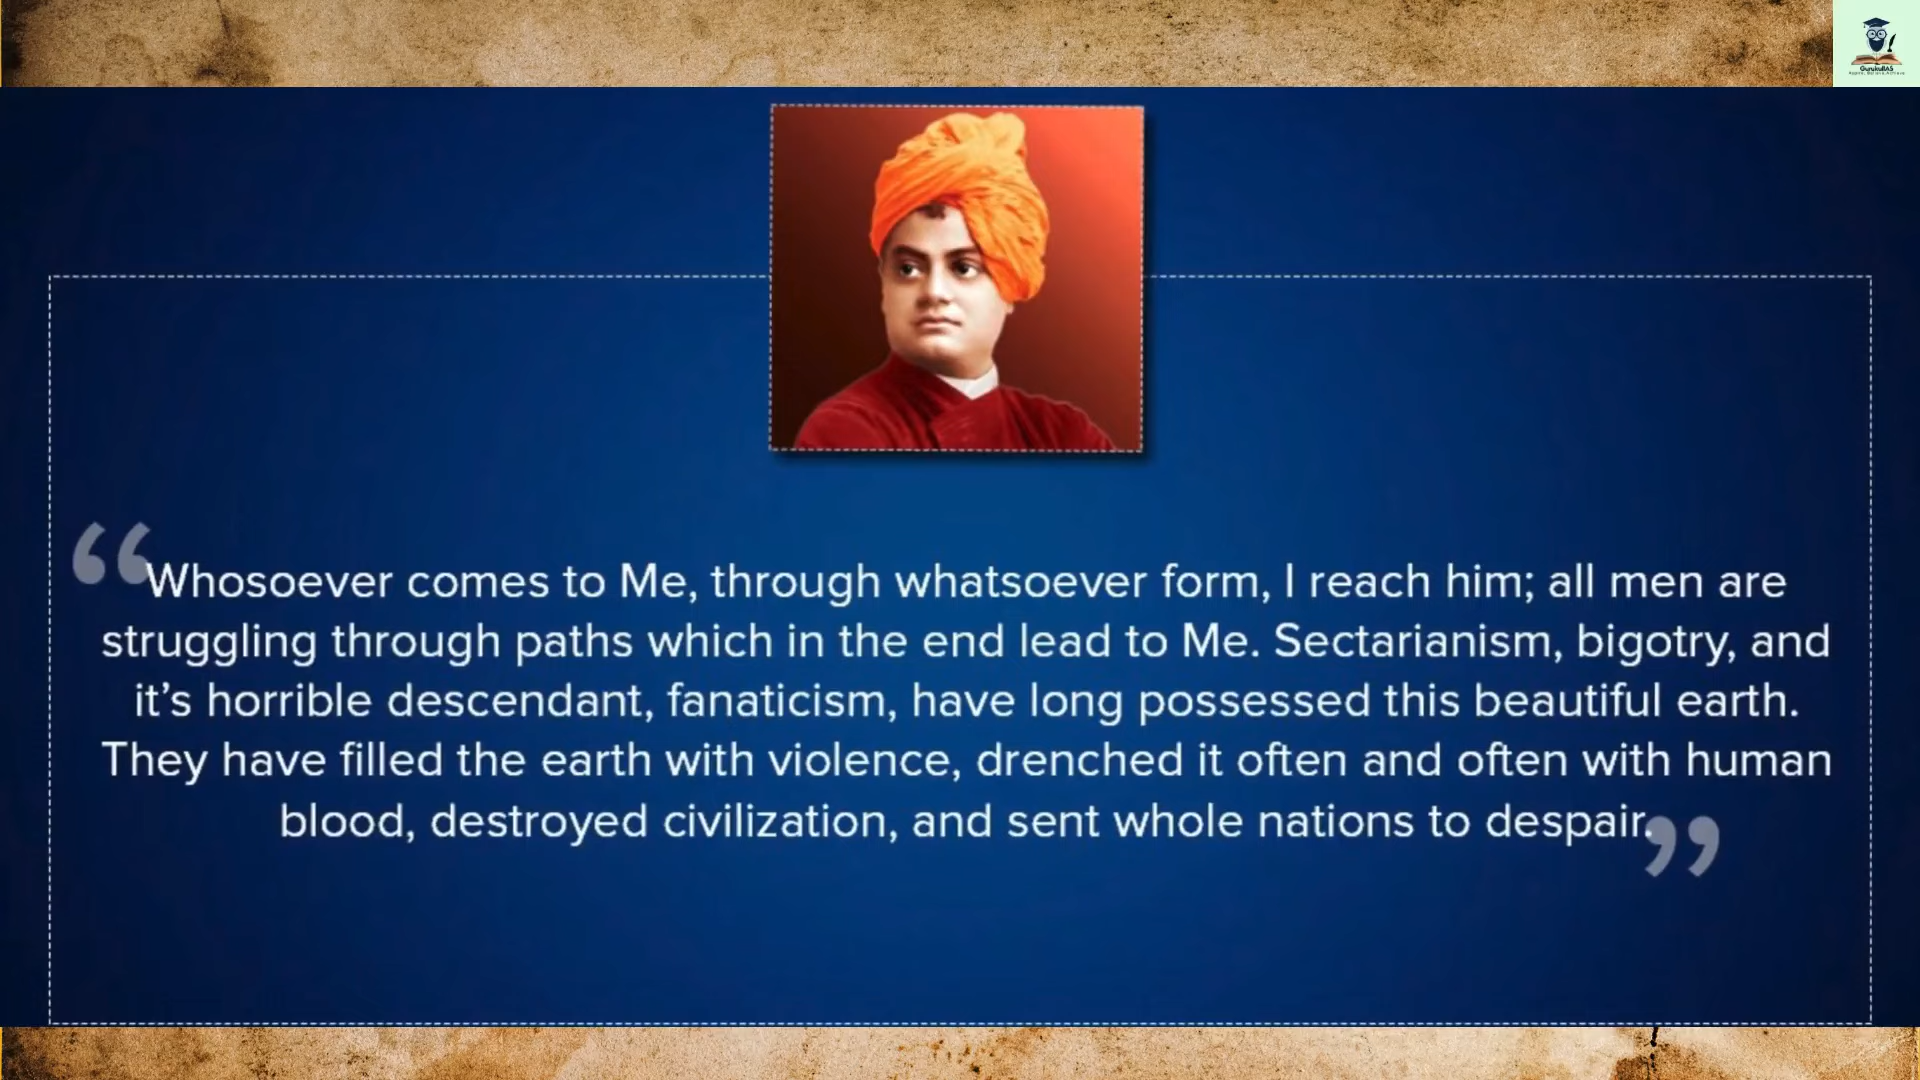 GurukulIAS
“Whosoever comes to Me, through whatsoever form, I reach him; all men are
struggling through paths which in the end lead to Me. Sectarianism, bigotry, and
it’s horrible descendant, fanaticism, have long possessed this beautiful earth.
They have filled the earth with violence, drenched it often and often with human
blood, destroyed civilization, and sent whole nations to despair.”